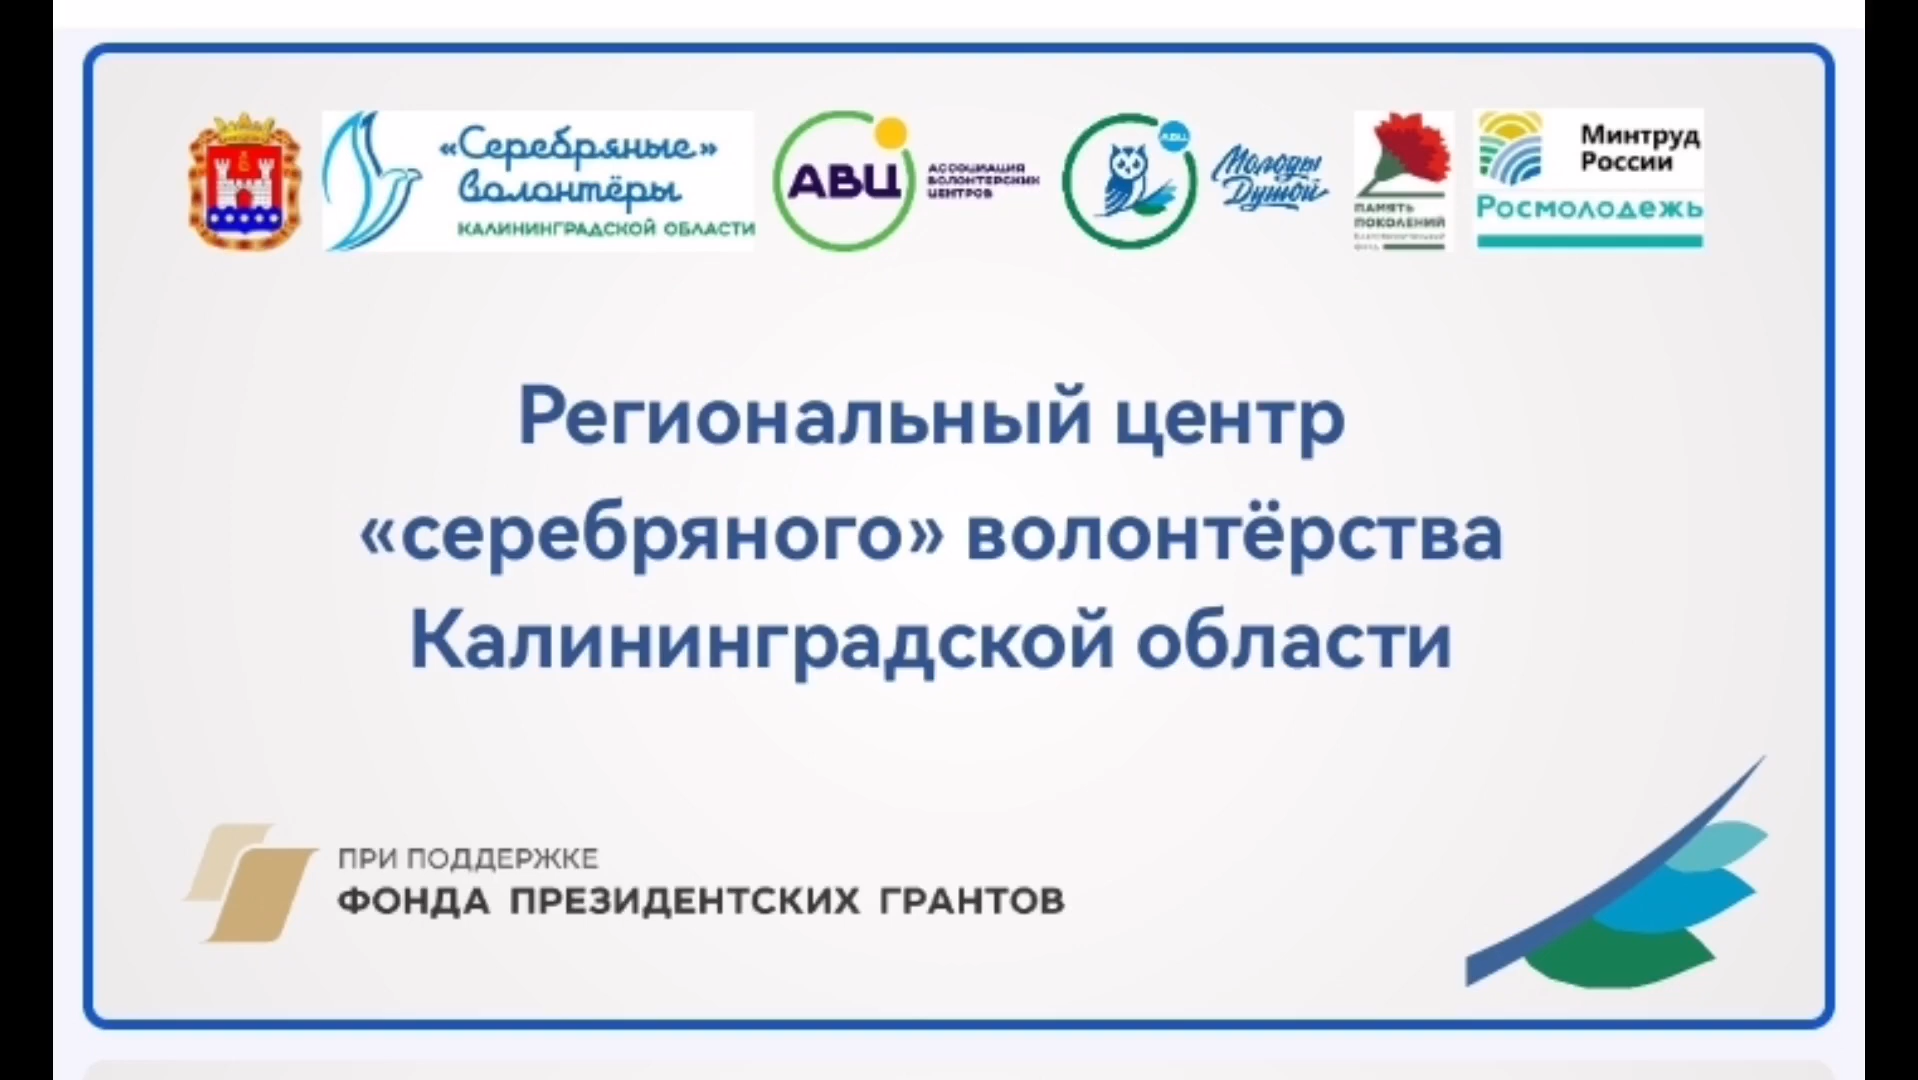 «Серебряные»
Волонтёры
КАЛИНИНГРАДСКОЙ ОБЛАСТИ
АВЦ
АССОЦИАЦИЯ
ВОЛОНТЕРСКИХ
ЦЕНТРОВ
АВЦ
Молоды
Душой
ПАМЯТЬ
ПОКОЛЕНИЙ
Минтруд
России
Росмолодежь
Региональный центр
«серебряного» волонтёрства
Калининградской области
ПРИ ПОДДЕРЖКЕ
ФОНДА ПРЕЗИДЕНТСКИХ ГРАНТОВ